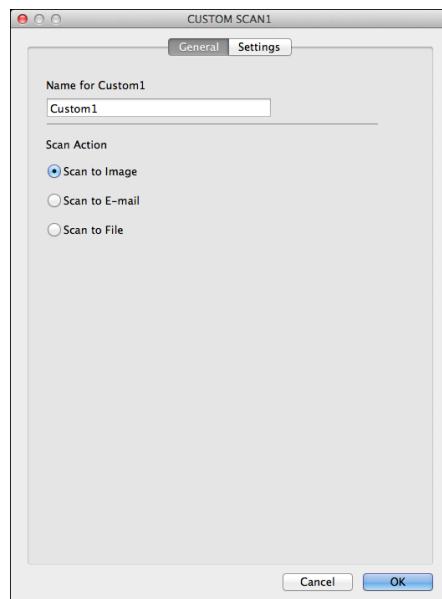 CUSTOM SCAN1
General Settings
Name for Custom1
Custom1
Scan Action
Scan to Image
Scan to E-mail
Scan to File
Cancel OK